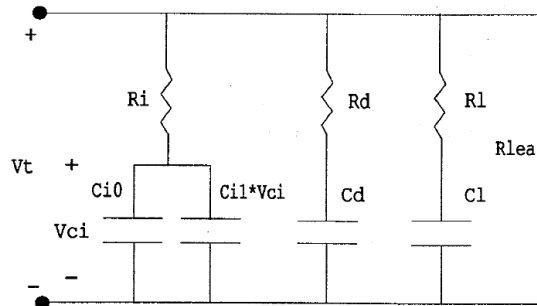 +
Ri
Rd
Rl
Rlea
Vt
+
Ci0
Ci1*Vci
Cd
Cl
Vci
-
-